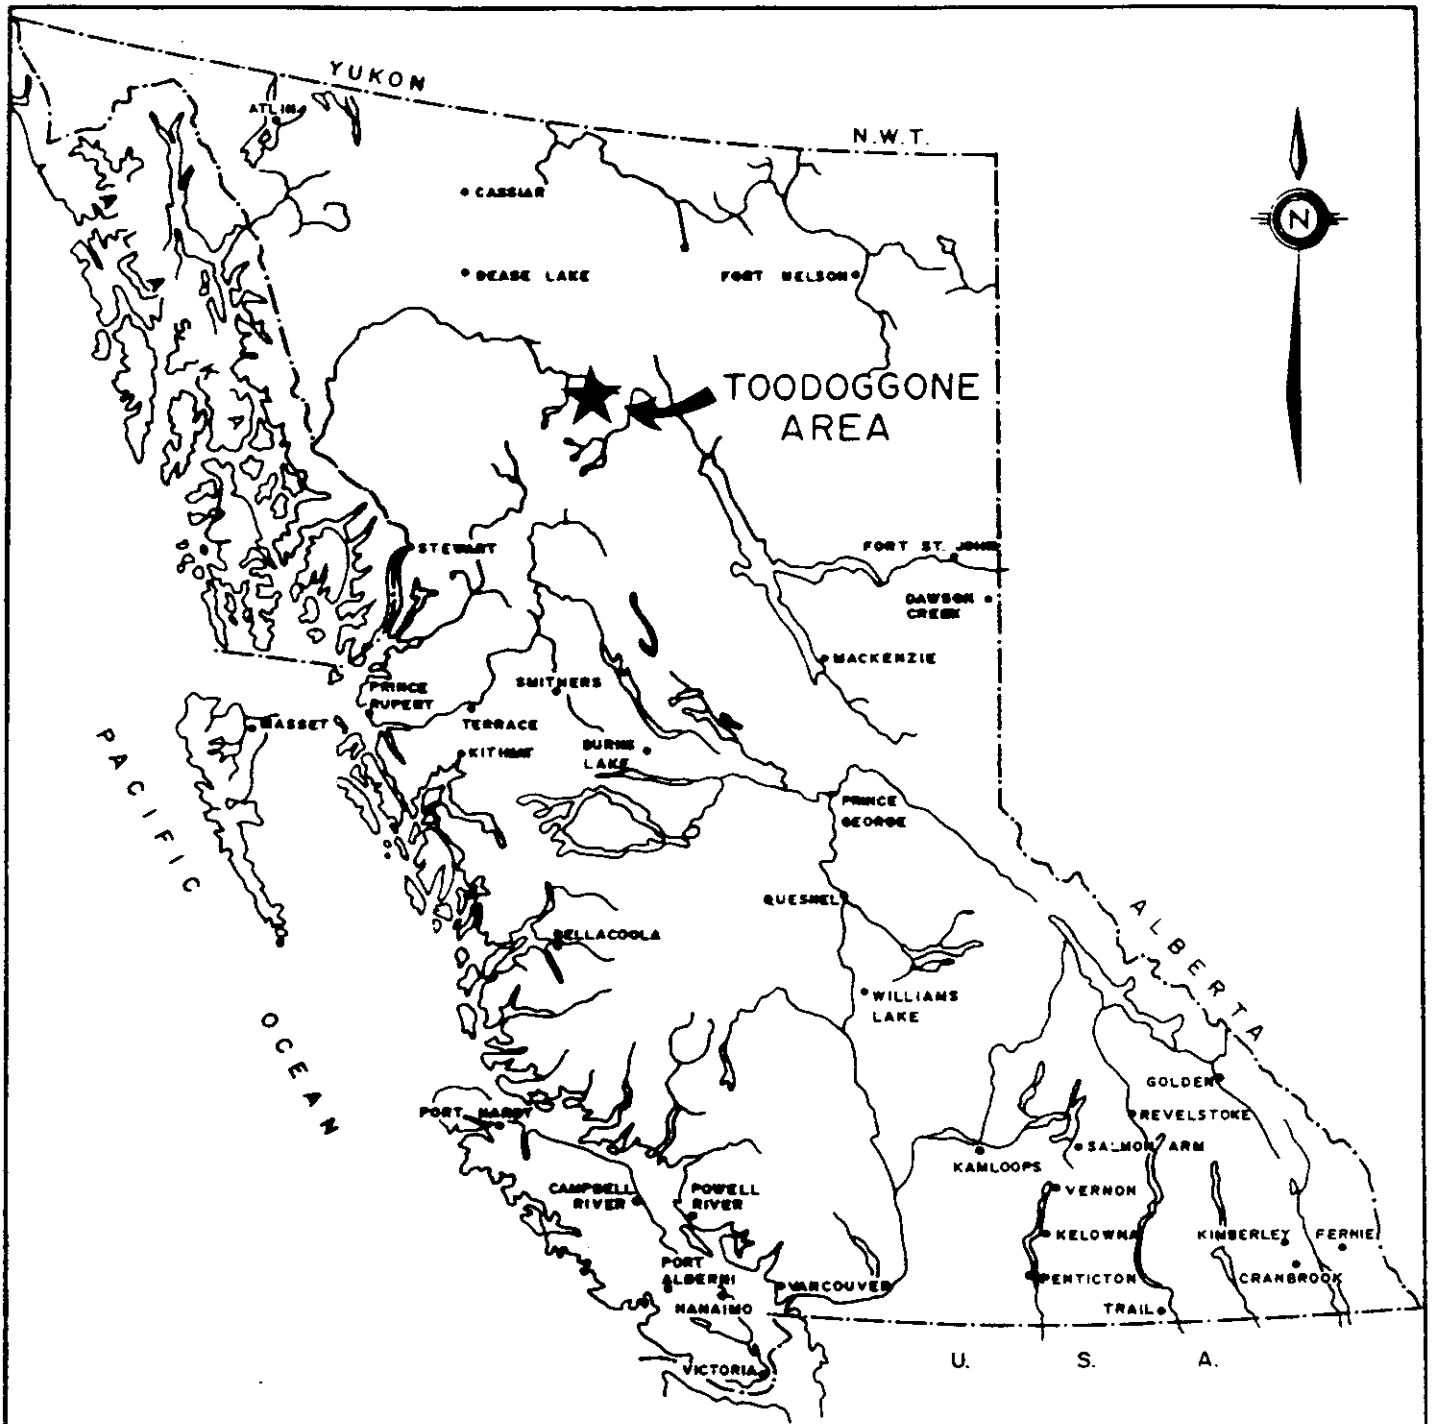 YUKON
N.W.T.
ATLIN
N
CASSIAR
DEASE LAKE
FORT NELSON
ALASKA
TOODOGGONE
AREA
STEWART
FORT ST. JOHN
DAWSON
CREEK
MACKENZIE
PRINCE
RUPERT
SMITHERS
MASSET
TERRACE
KITIMAT
BURNS
LAKE
PACIFIC
OCEAN
PRINCE
GEORGE
QUESNEL
ALBERTA
BELLACOOLA
WILLIAMS
LAKE
GOLDEN
PORT HARDY
REVELSTOKE
SALMON ARM
KAMLOOPS
CAMPBELL
RIVER
POWELL
RIVER
VERNON
KELOWNA
KIMBERLEY
FERNIE
PORT
ALBERNI
VANCOUVER
PENTICTON
CRANBROOK
NANAIMO
TRAIL
VICTORIA
U. S. A.